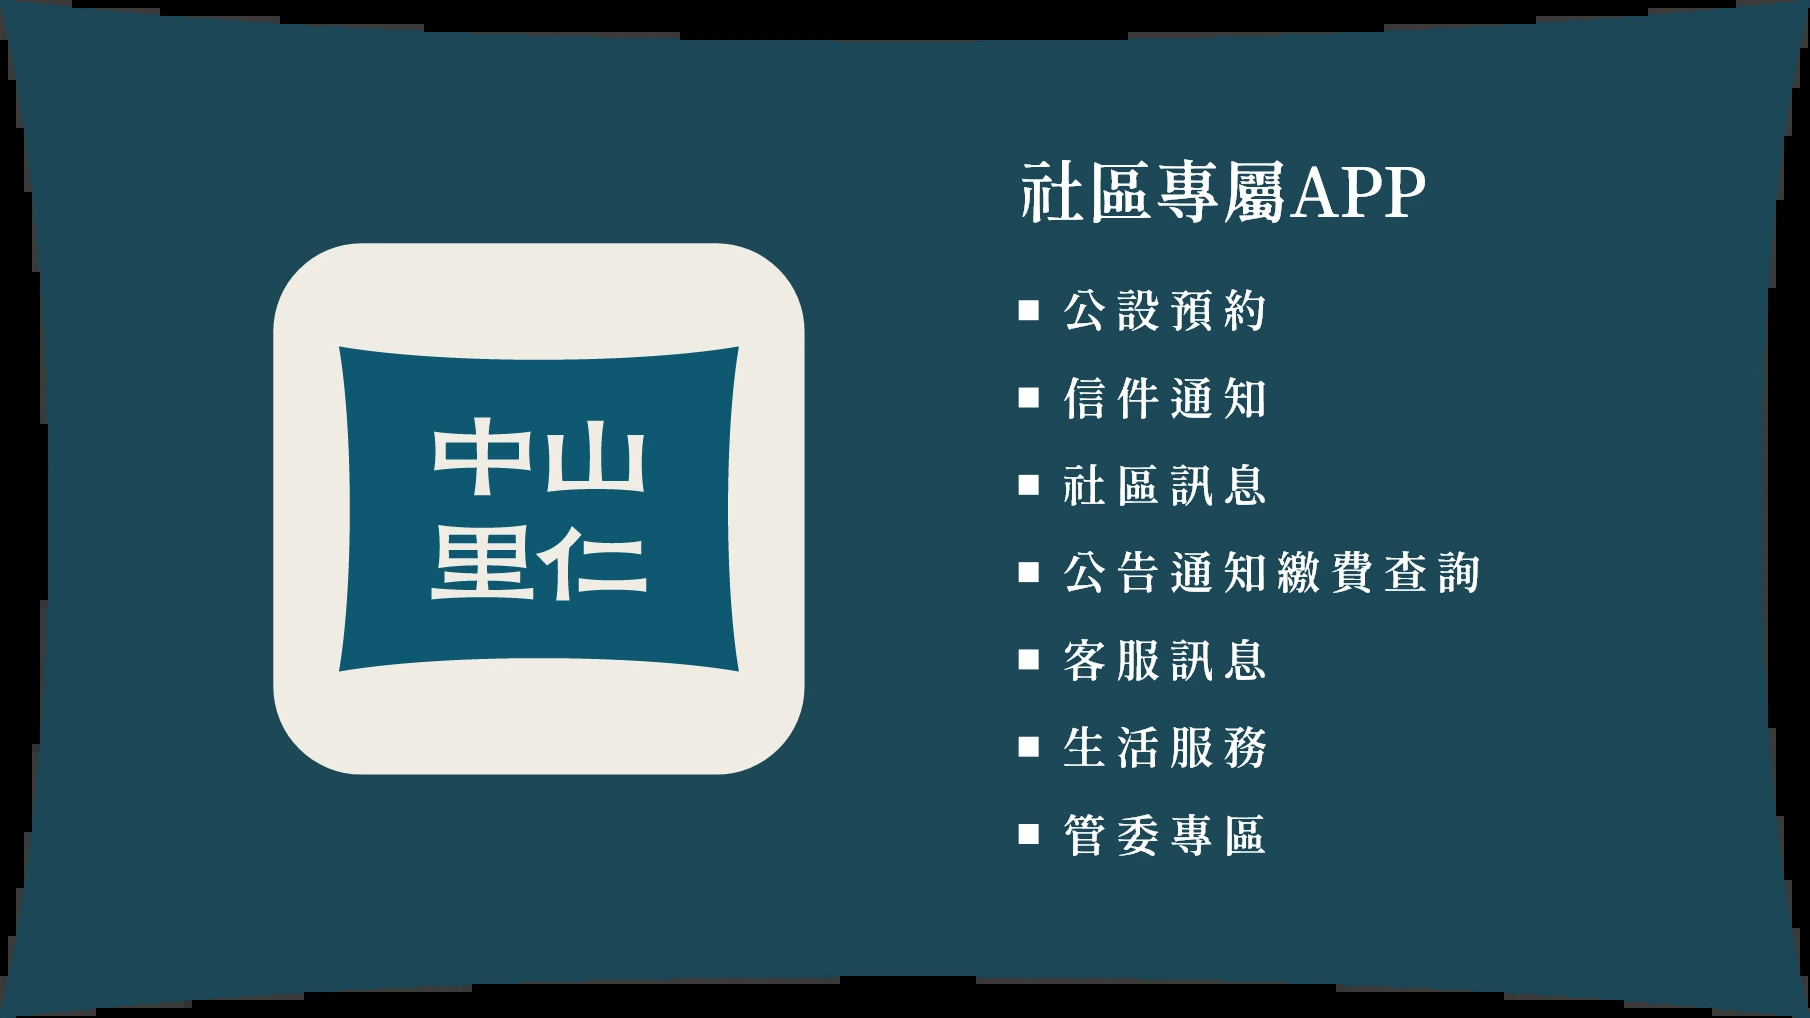 中山
里仁
社區專屬APP
■ 公設預約
■ 信件通知
■ 社區訊息
■ 公告通知繳費查詢
■ 客服訊息
■ 生活服務
■ 管委專區